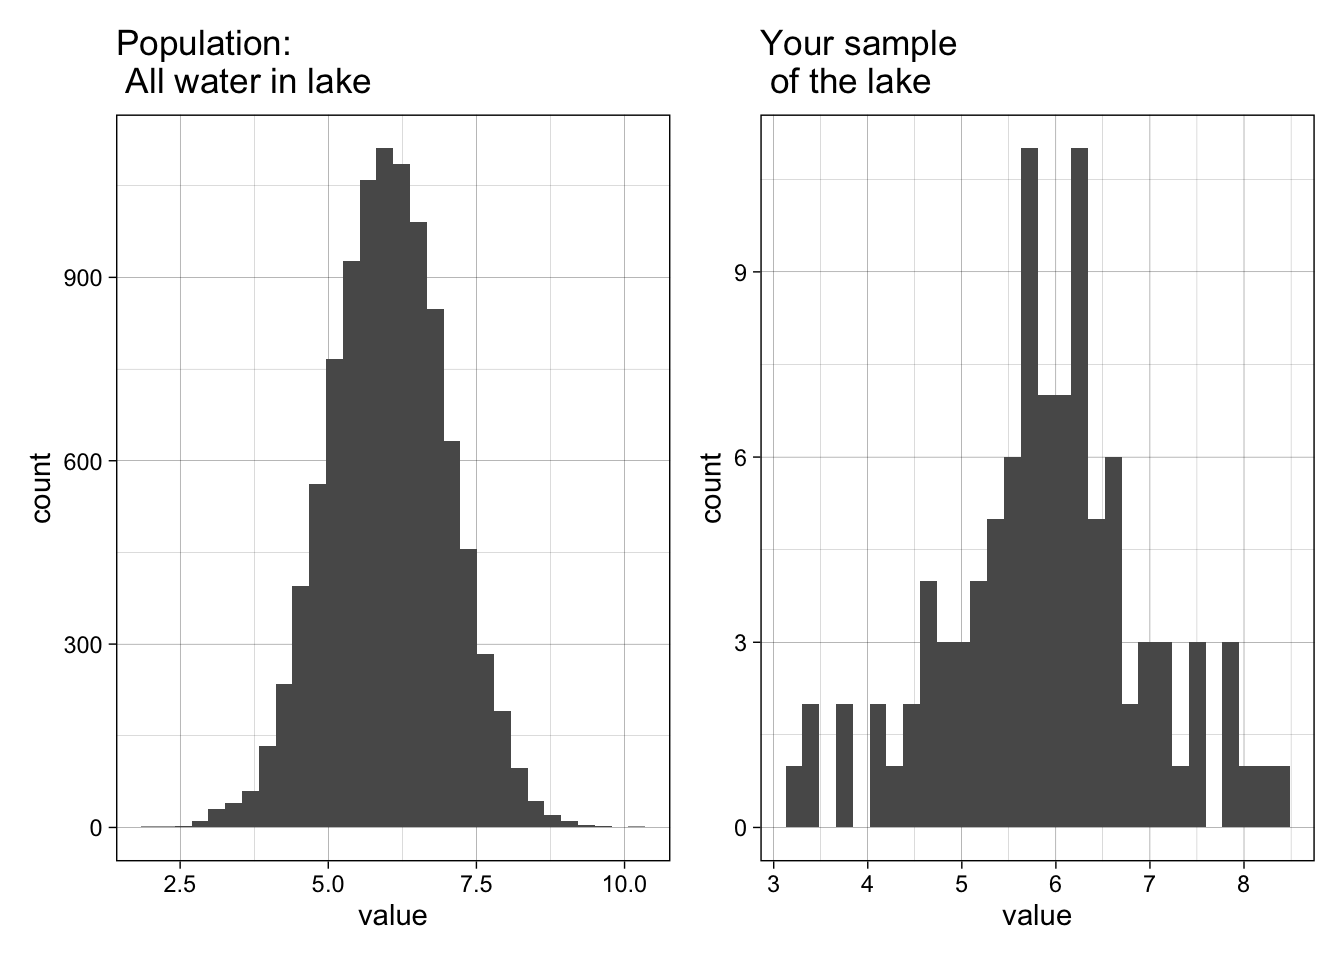 Population:
All water in lake
count
900
600
300
0
2.5 5.0 7.5 10.0
value
Your sample
of the lake
count
9
6
3
0
3 4 5 6 7 8
value